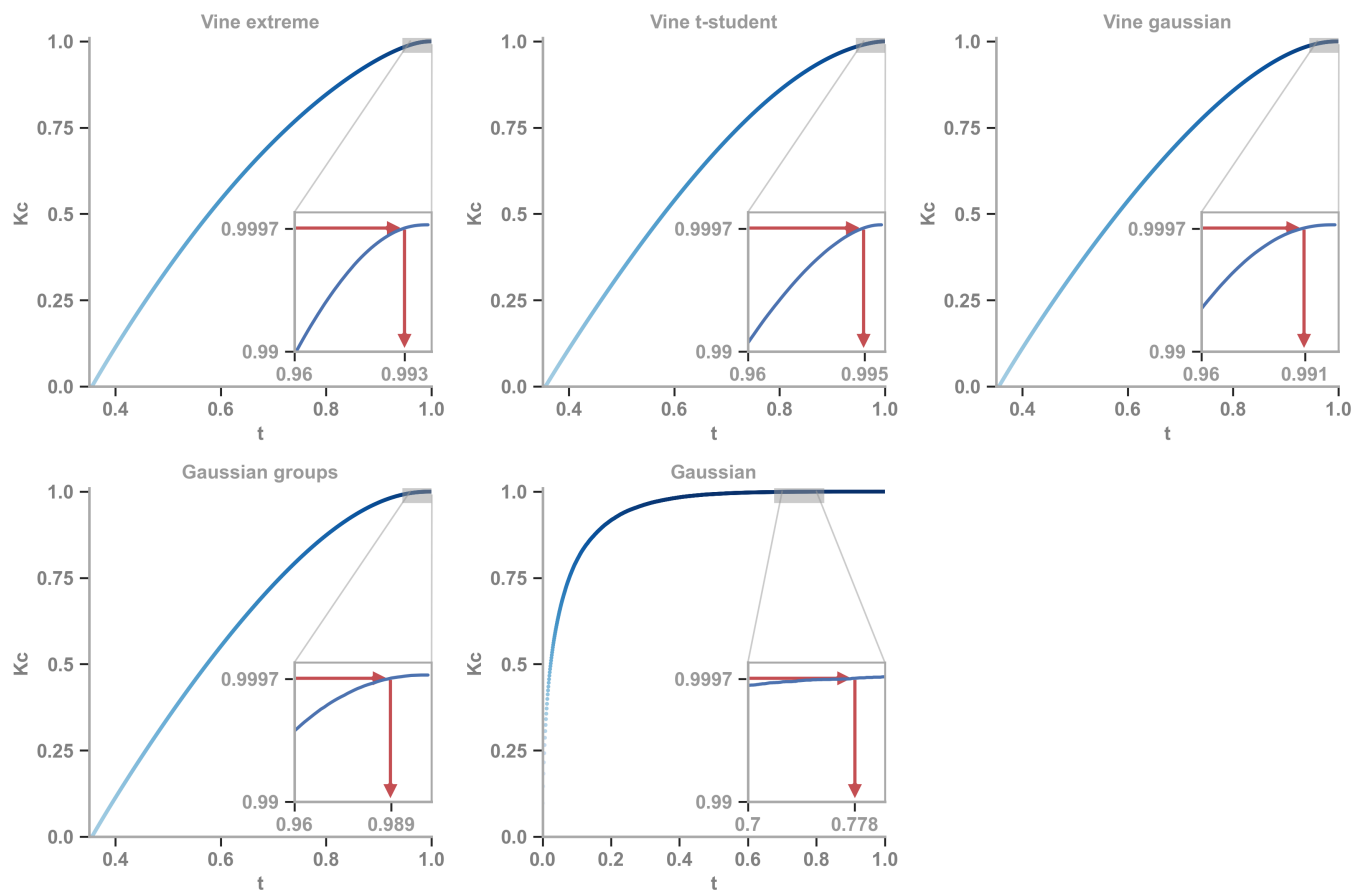 Vine extreme
1.0
0.75
0.5
0.25
0.0
Kc
0.4 0.6 0.8 1.0
t
0.9997
0.99
0.96 0.993
Vine t-student
1.0
0.75
0.5
0.25
0.0
Kc
0.4 0.6 0.8 1.0
t
0.9997
0.99
0.96 0.995
Vine gaussian
1.0
0.75
0.5
0.25
0.0
Kc
0.4 0.6 0.8 1.0
t
0.9997
0.99
0.96 0.991
Gaussian groups
1.0
0.75
0.5
0.25
0.0
Kc
0.4 0.6 0.8 1.0
t
0.9997
0.99
0.96 0.989
Gaussian
1.0
0.75
0.5
0.25
0.0
Kc
0.0 0.2 0.4 0.6 0.8 1.0
t
0.9997
0.99
0.7 0.778